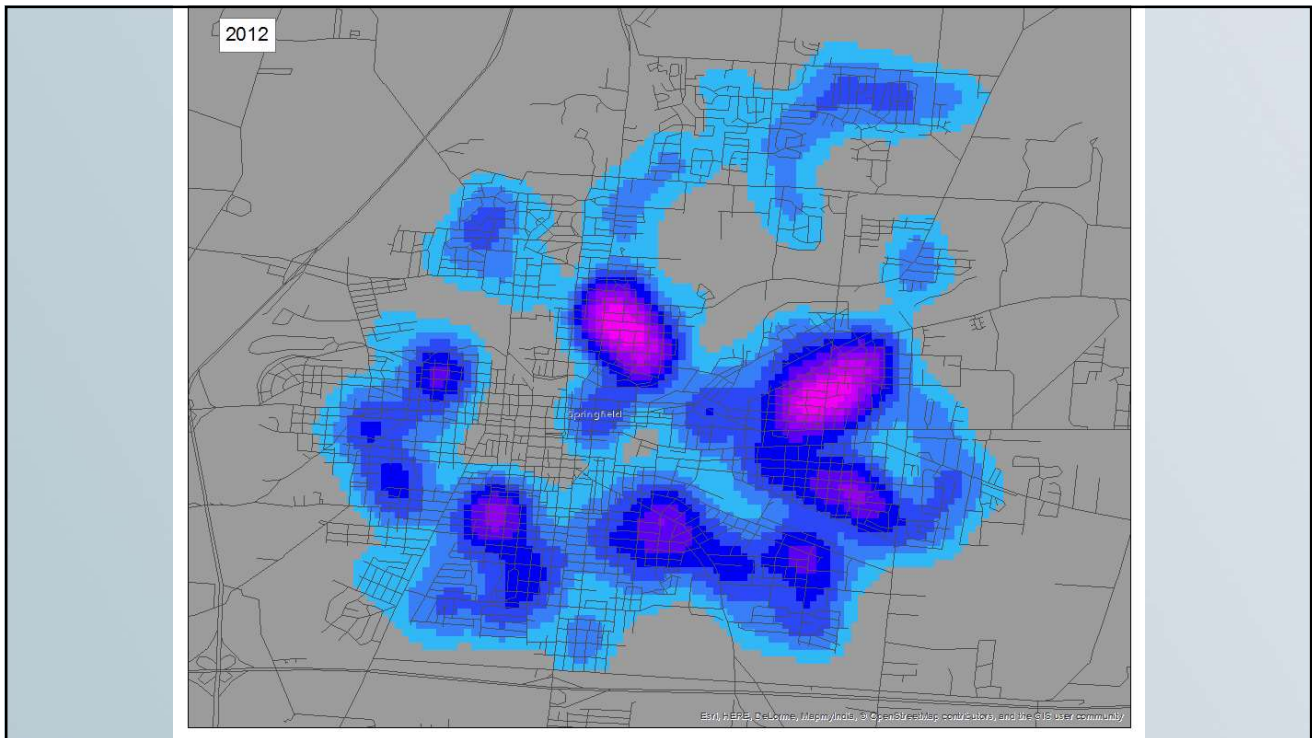 2012
Springfield
Esri, HERE, DeLorme, MapmyIndia, © OpenStreetMap contributors, and the GIS user community